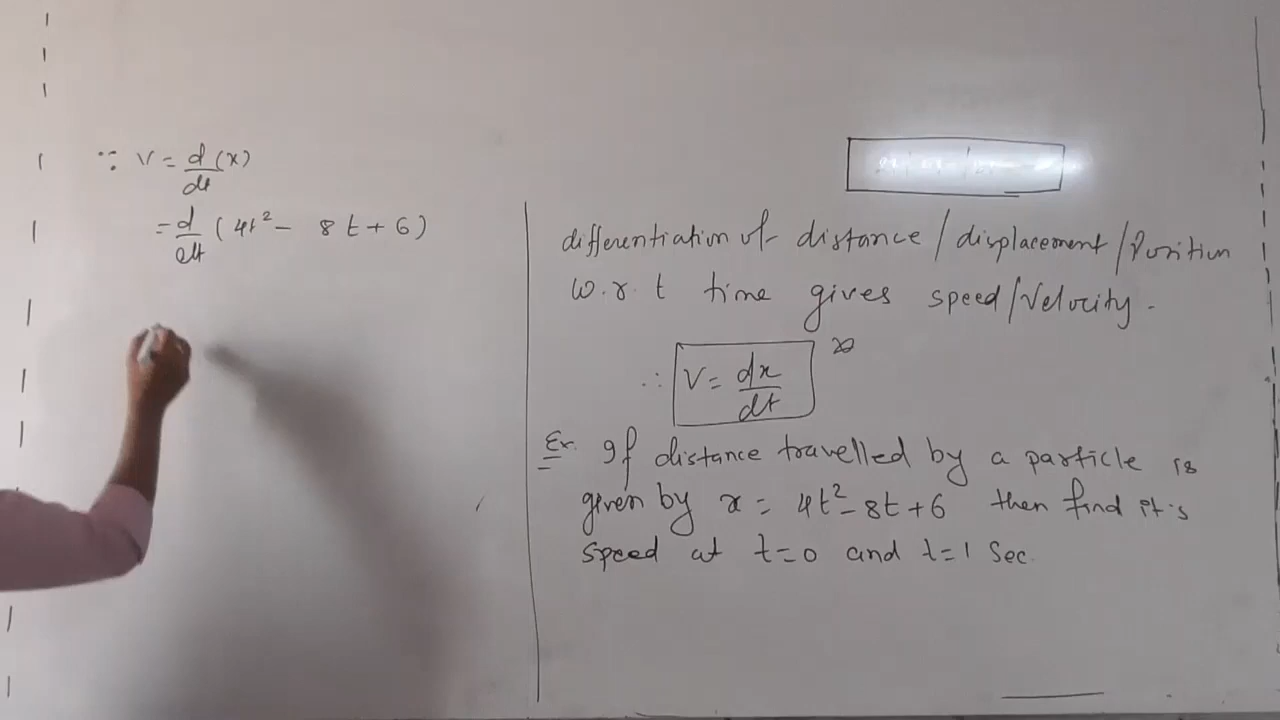 ∵ V = d/dt (x)
= d/dt (4t² - 8t + 6)
differentiation of distance/displacement/Position
w.r.t time gives speed/Velocity.
∴ V = dx/dt
Ex. If distance travelled by a particle is
given by x = 4t² - 8t + 6 then find it's
speed at t=0 and t=1 Sec.